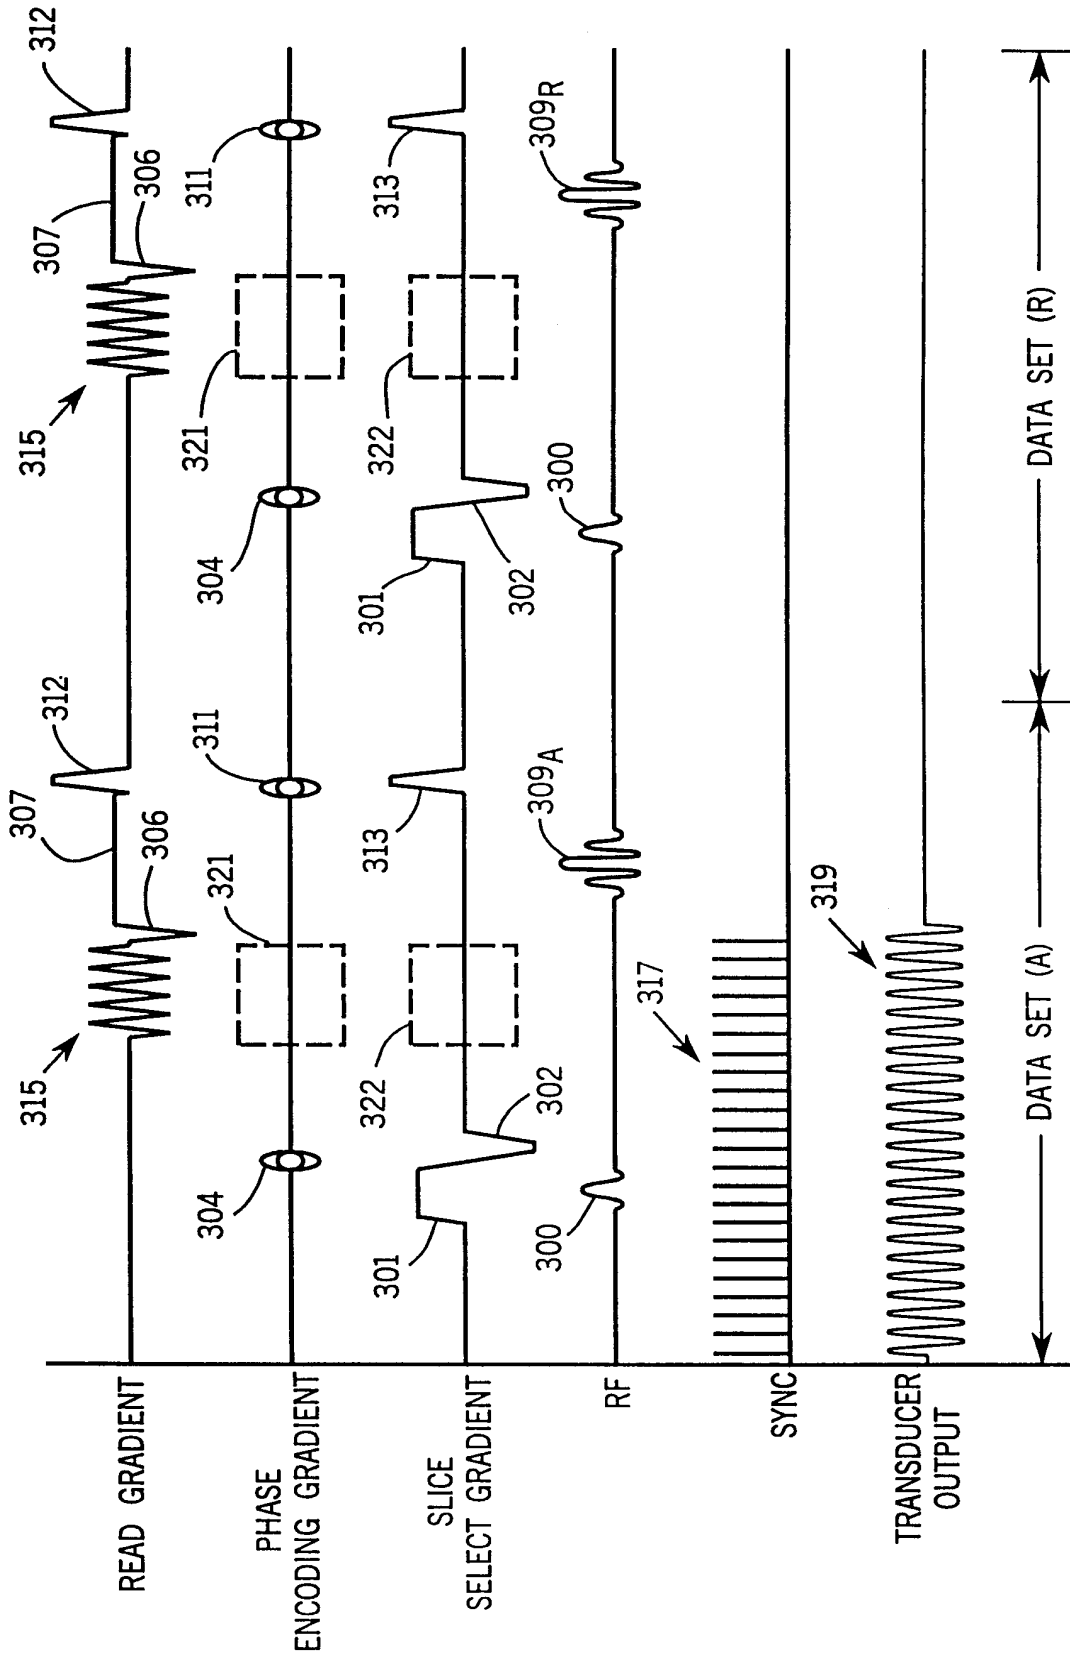 READ GRADIENT
315
307
306
312
315
307
306
312
PHASE
ENCODING GRADIENT
304
321
311
304
321
311
SLICE
SELECT GRADIENT
301
302
322
313
301
302
322
313
RF
300
309A
300
309R
SYNC
317
TRANSDUCER
OUTPUT
319
DATA SET (A)
DATA SET (R)